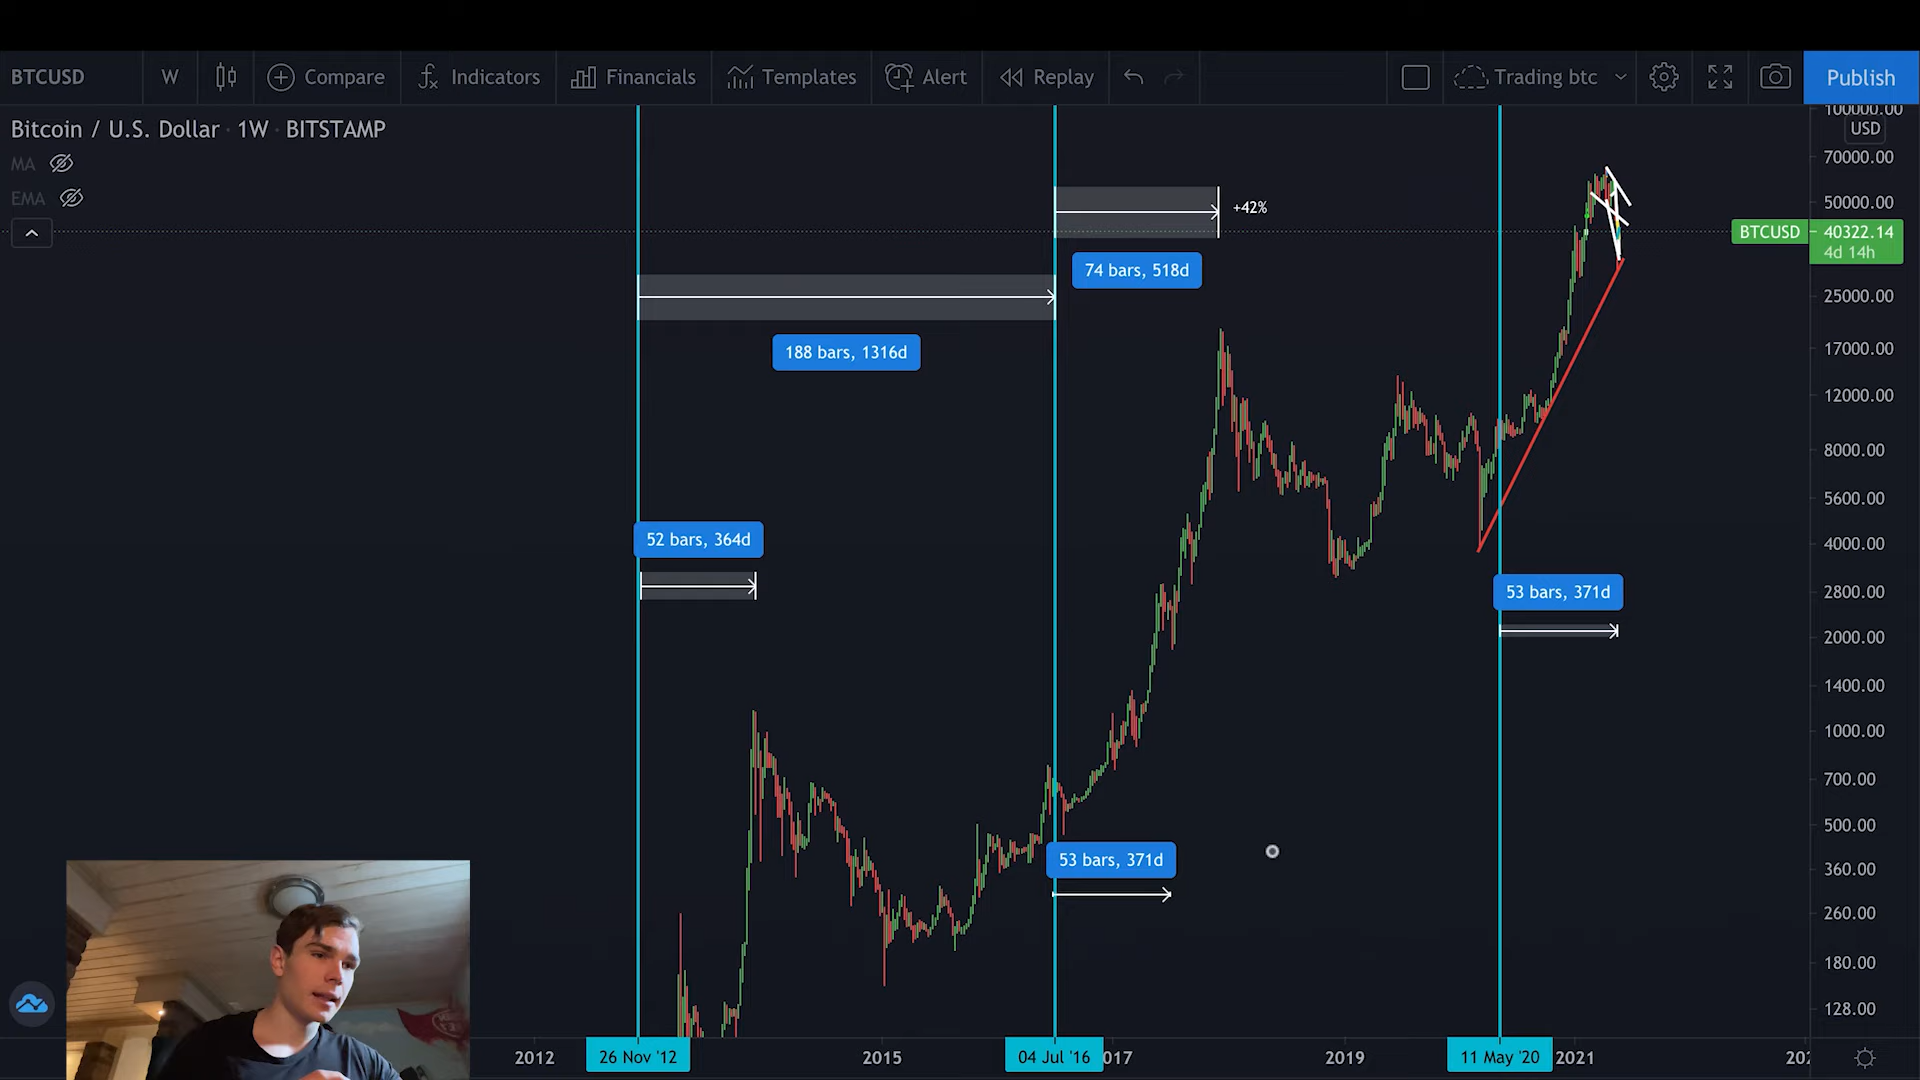 BTCUSD W Compare Indicators Financials Templates Alert Replay Trading btc Publish
Bitcoin / U.S. Dollar · 1W · BITSTAMP
MA
EMA
100000.00
USD
70000.00
50000.00
BTCUSD 40322.14
4d 14h
25000.00
17000.00
12000.00
8000.00
5600.00
4000.00
2800.00
2000.00
1400.00
1000.00
700.00
500.00
360.00
260.00
180.00
128.00
+42%
74 bars, 518d
188 bars, 1316d
52 bars, 364d
53 bars, 371d
53 bars, 371d
2012 26 Nov '12 2015 04 Jul '16 017 2019 11 May '20 2021 202